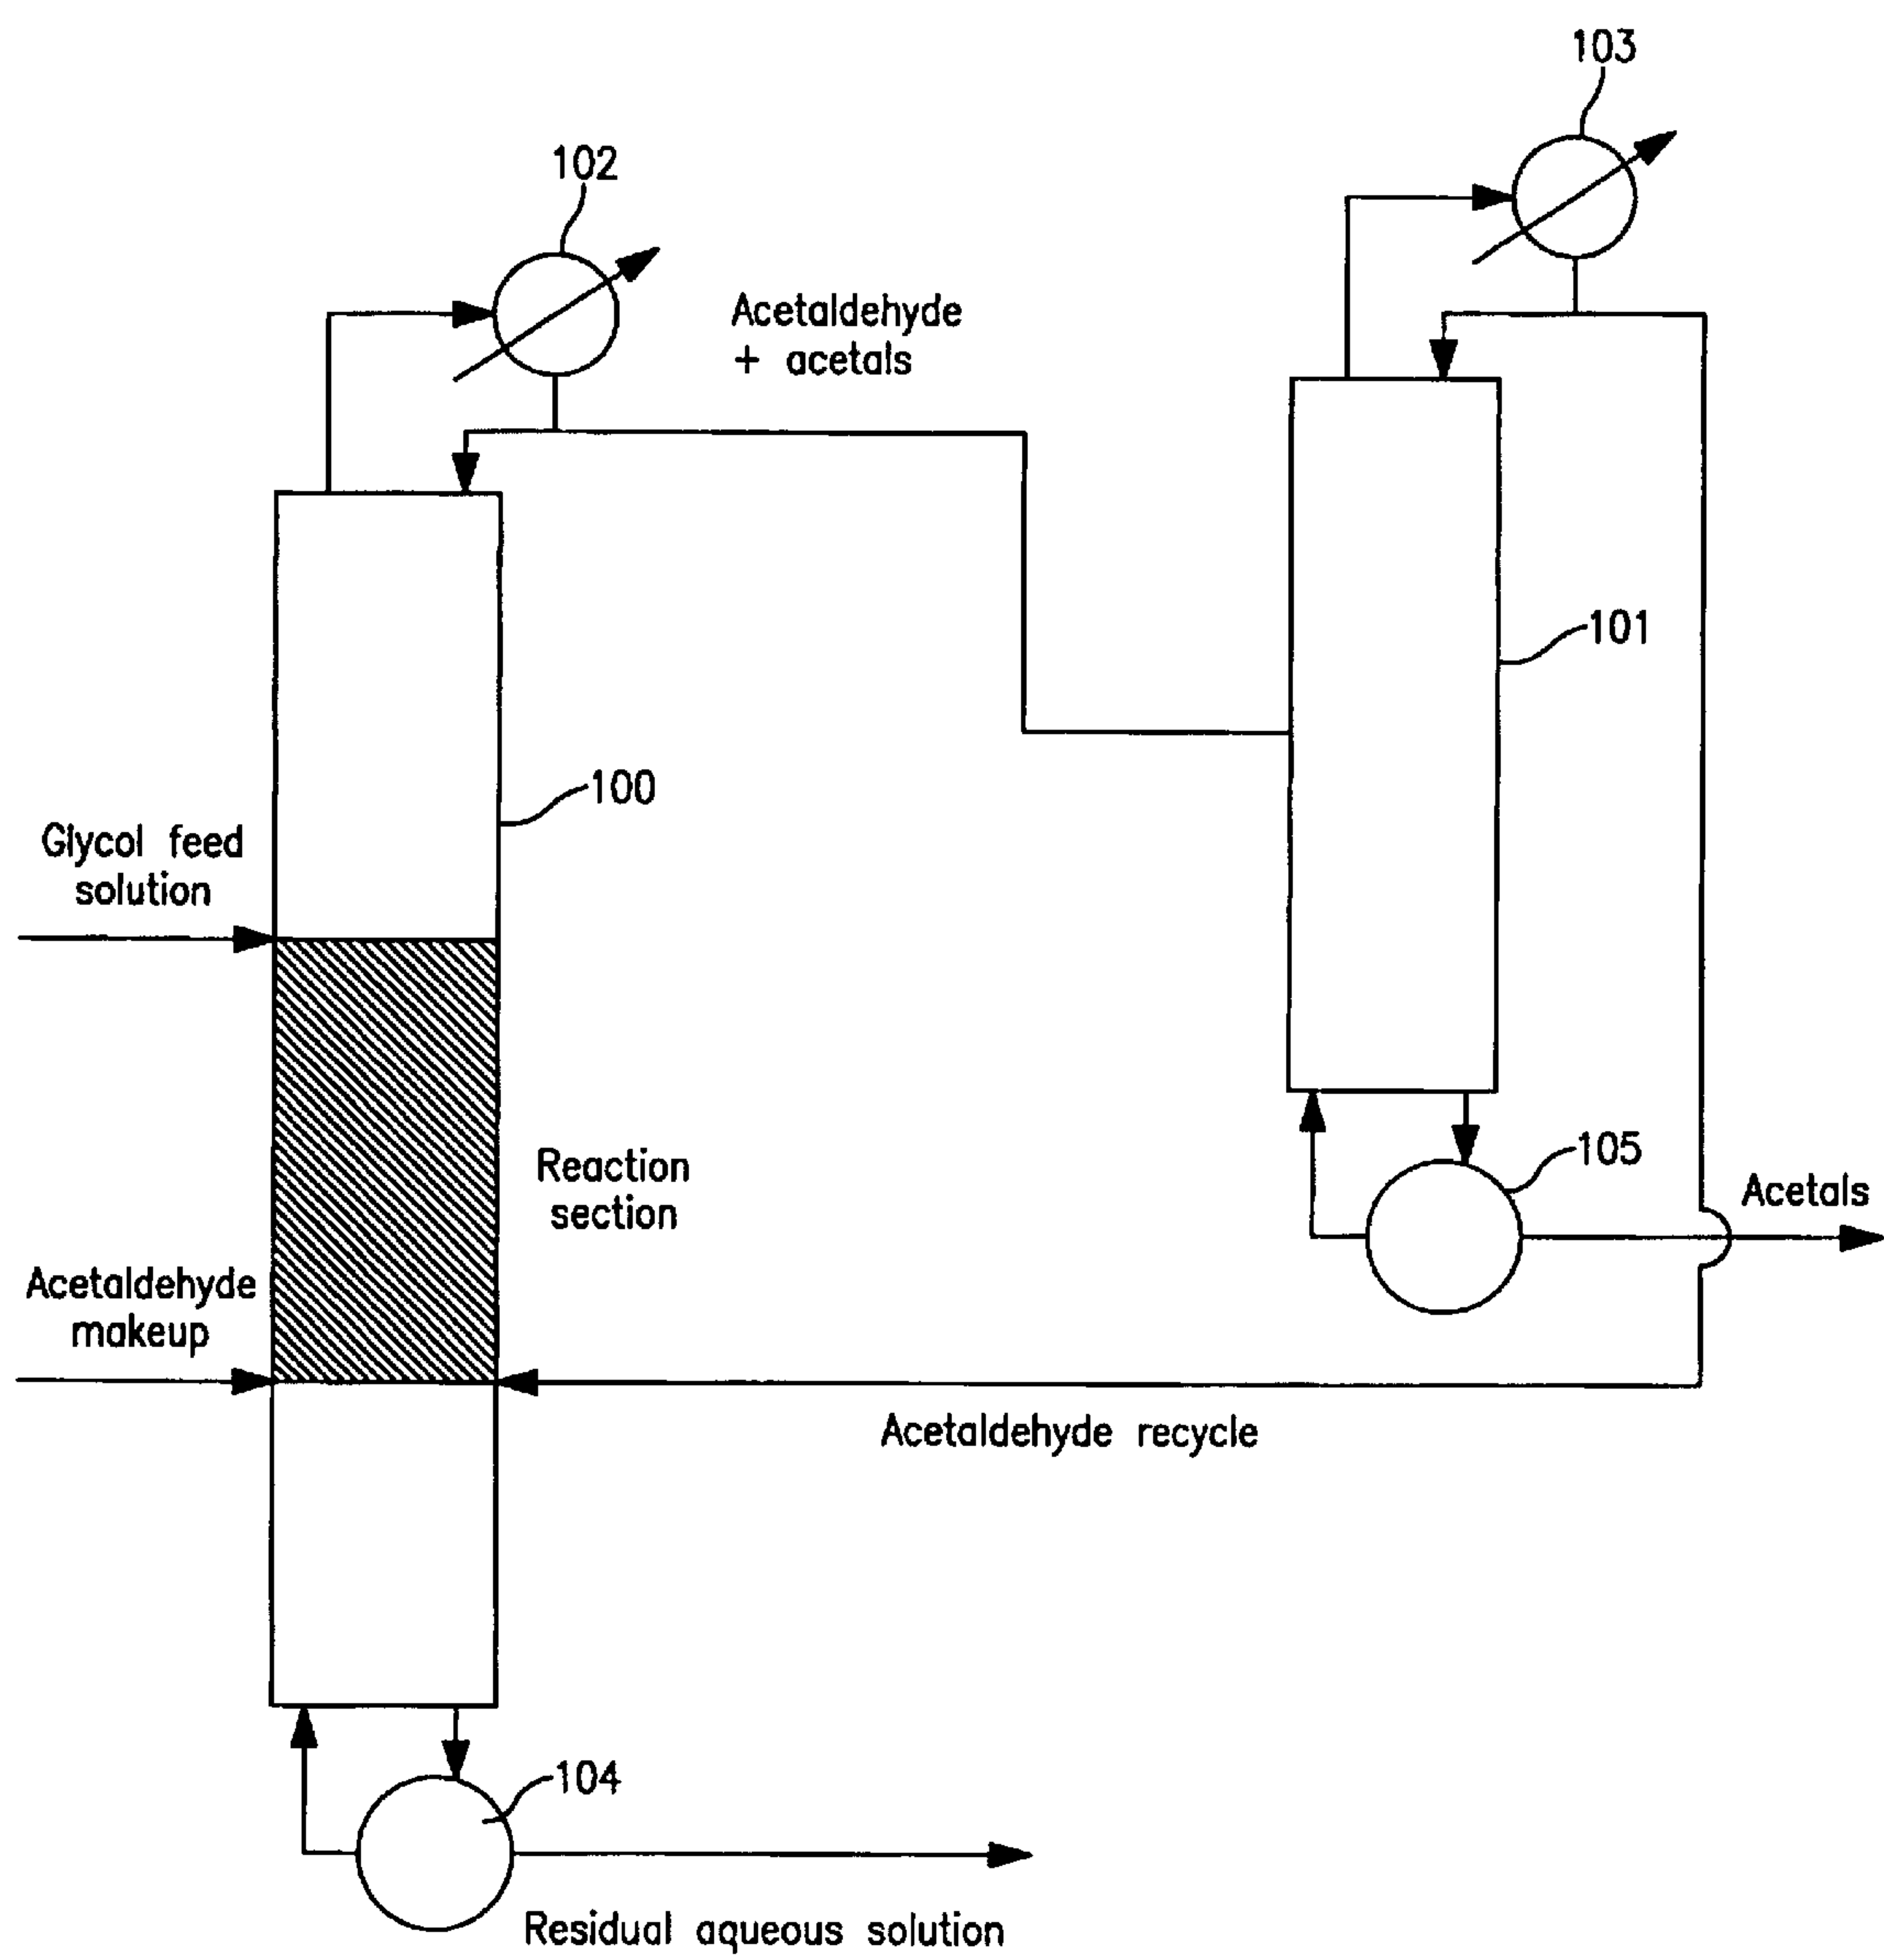 103
102
Acetaldehyde
+ acetals
101
100
Glycol feed
solution
Reaction
section
105
Acetals
Acetaldehyde
makeup
Acetaldehyde recycle
104
Residual aqueous solution